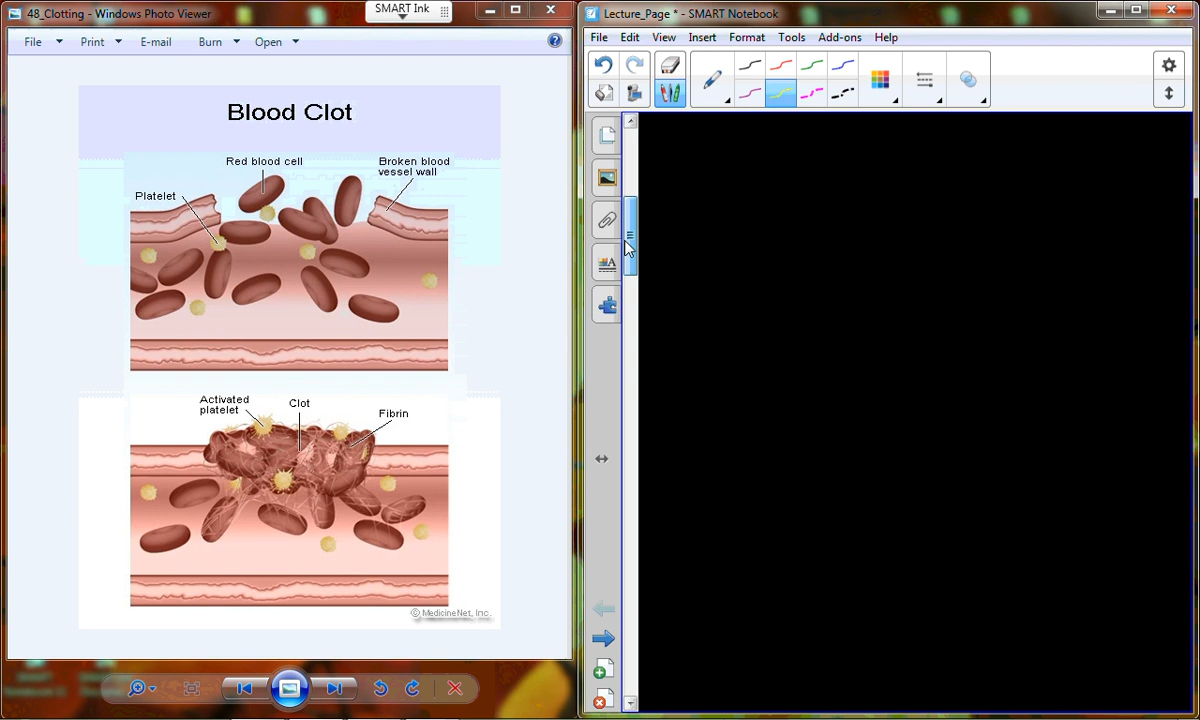 48_Clotting - Windows Photo Viewer
SMART Ink
File Print E-mail Burn Open
Blood Clot
Red blood cell
Broken blood
vessel wall
Platelet
Activated
platelet
Clot
Fibrin
© MedicineNet, Inc.
Lecture_Page * - SMART Notebook
File Edit View Insert Format Tools Add-ons Help